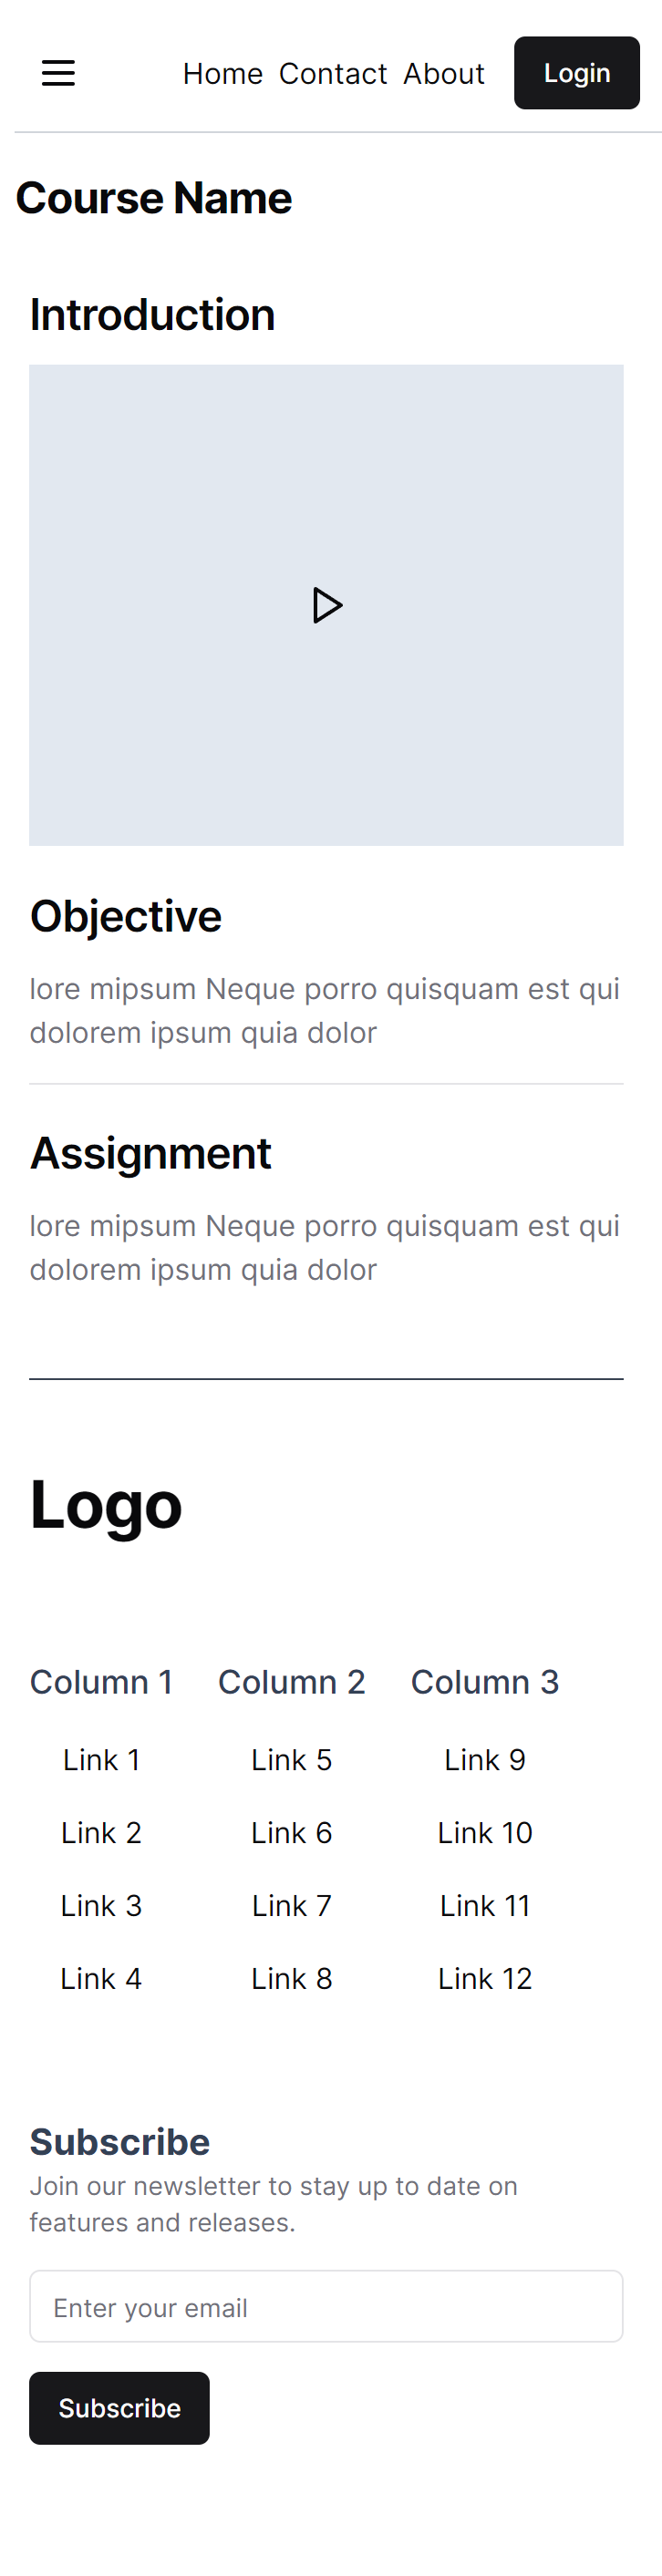 Home Contact About Login
Course Name
Introduction
Objective
lore mipsum Neque porro quisquam est qui
dolorem ipsum quia dolor
Assignment
lore mipsum Neque porro quisquam est qui
dolorem ipsum quia dolor
Logo
Column 1 Column 2 Column 3
Link 1 Link 5 Link 9
Link 2 Link 6 Link 10
Link 3 Link 7 Link 11
Link 4 Link 8 Link 12
Subscribe
Join our newsletter to stay up to date on
features and releases.
Enter your email
Subscribe